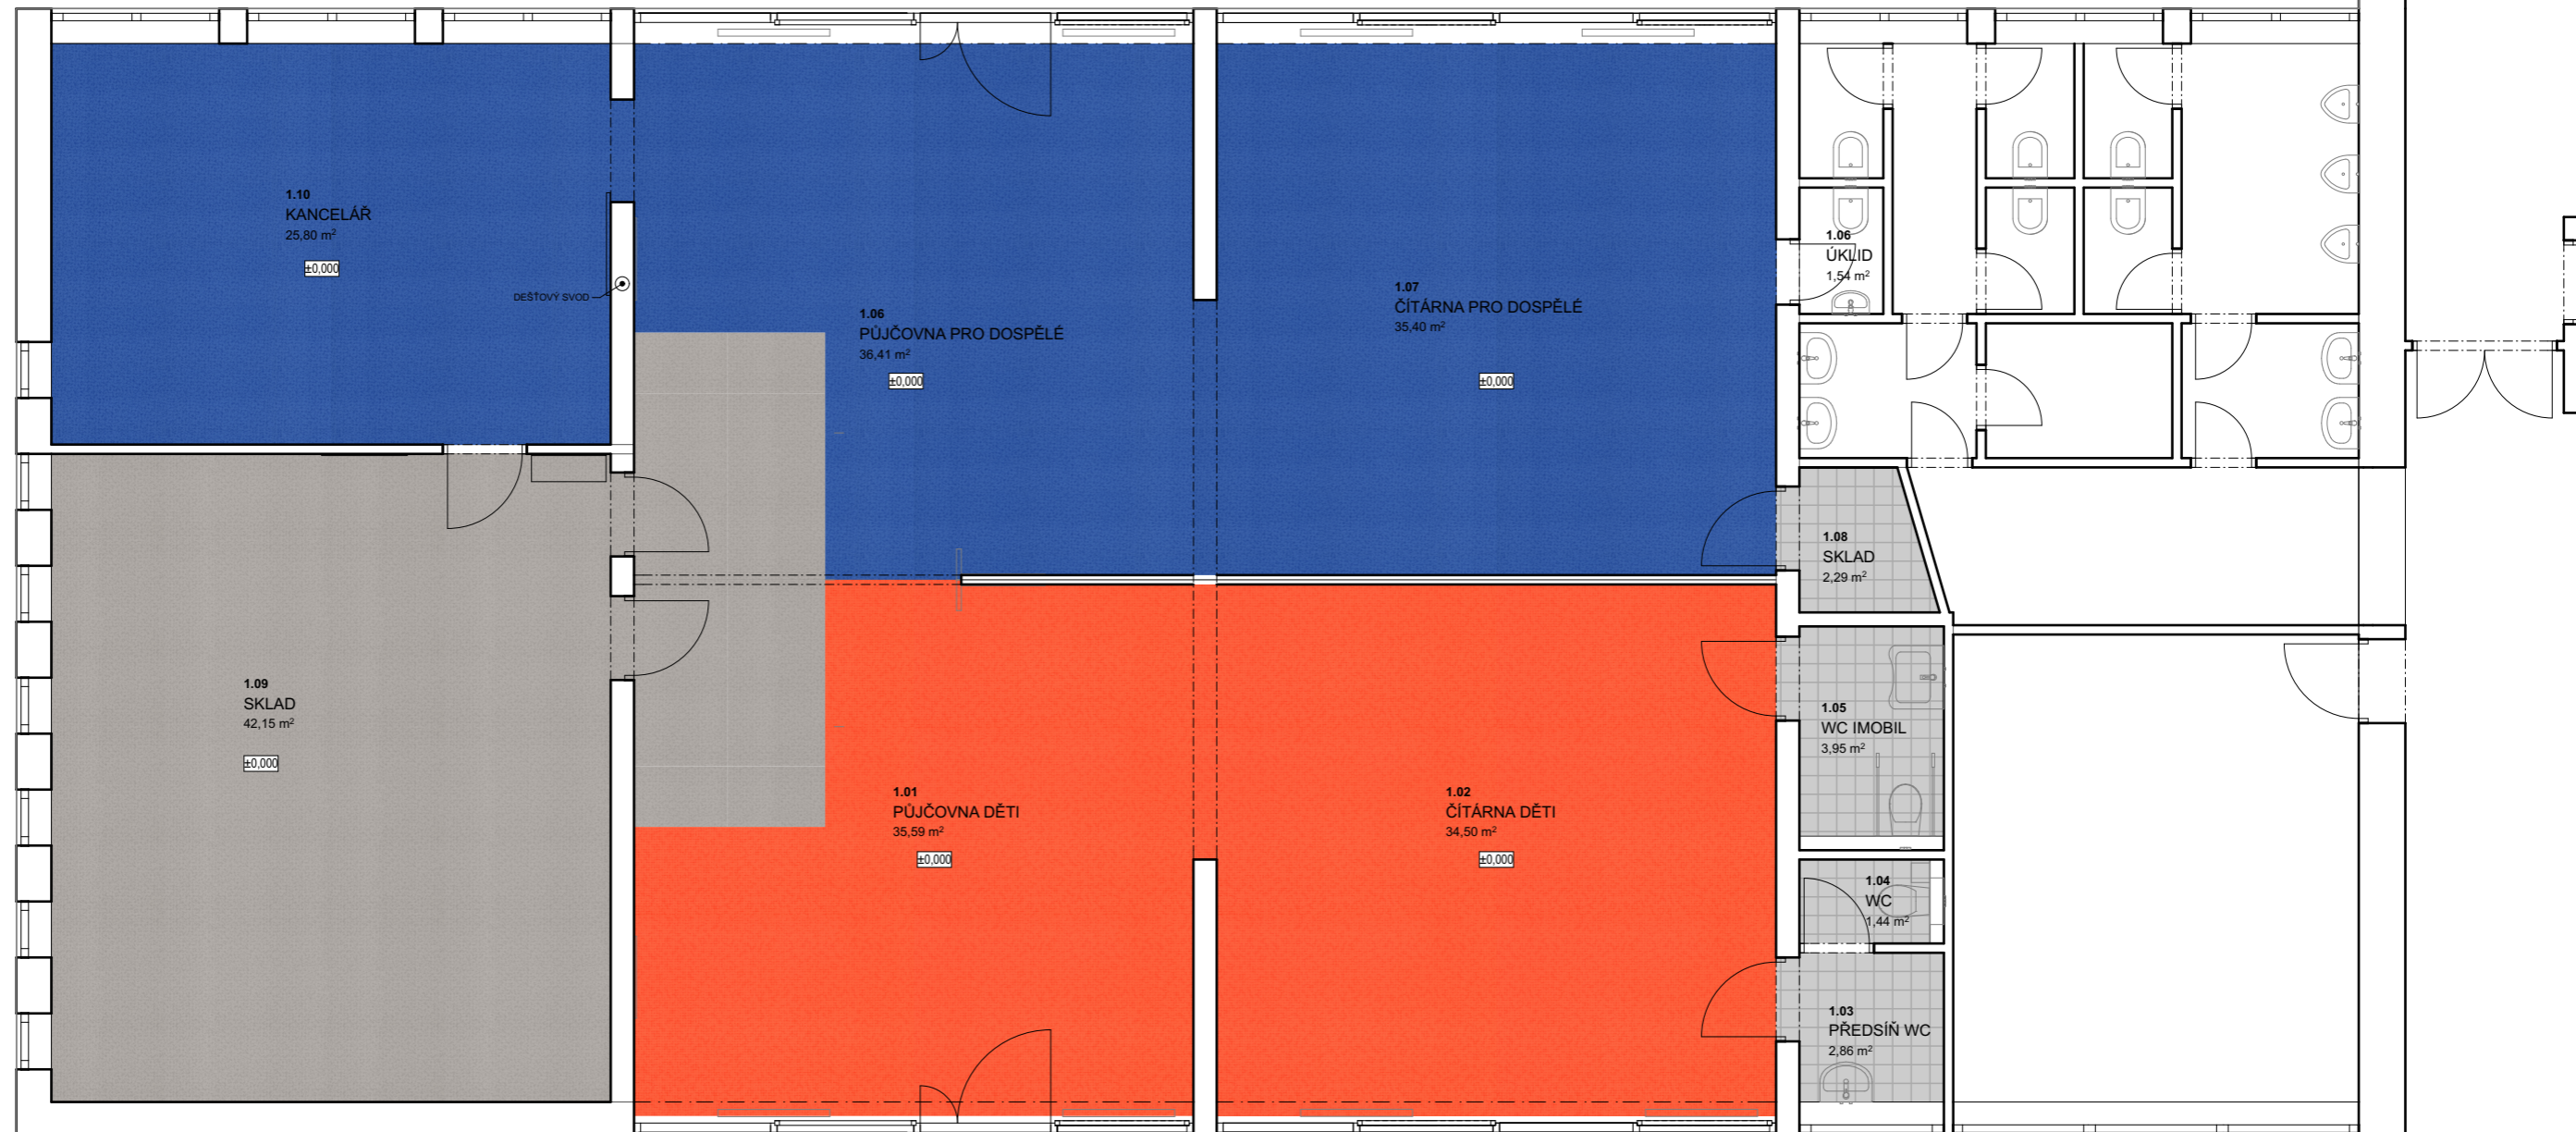 1.10
KANCELÁŘ
25,80 m²
±0,000
DEŠŤOVÝ SVOD
1.06
PŮJČOVNA PRO DOSPĚLÉ
36,41 m²
±0,000
1.07
ČÍTÁRNA PRO DOSPĚLÉ
35,40 m²
±0,000
1.06
ÚKLID
1,54 m²
1.08
SKLAD
2,29 m²
1.09
SKLAD
42,15 m²
±0,000
1.01
PŮJČOVNA DĚTI
35,59 m²
±0,000
1.02
ČÍTÁRNA DĚTI
34,50 m²
±0,000
1.05
WC IMOBIL
3,95 m²
1.04
WC
1,44 m²
1.03
PŘEDSÍŇ WC
2,86 m²